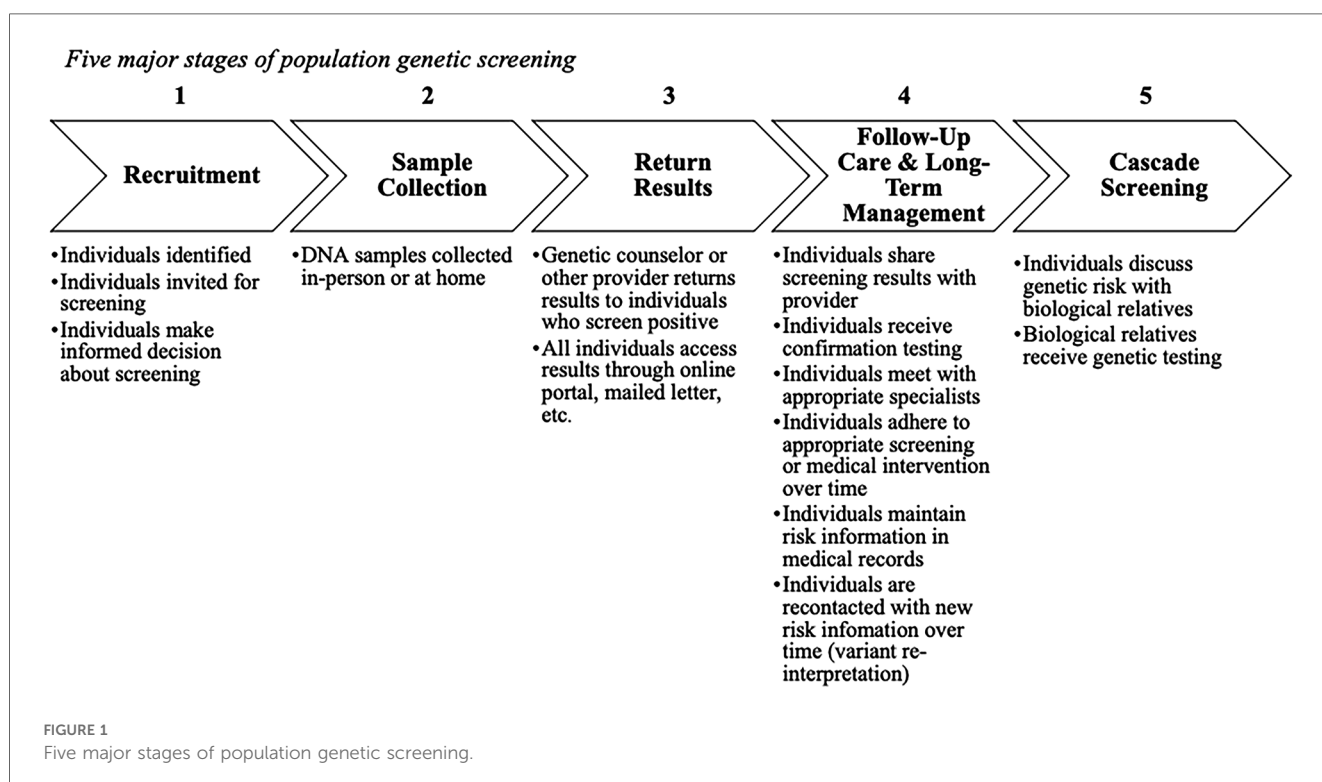 Five major stages of population genetic screening
1
2
3
4
5
Recruitment
Sample
Collection
Return
Results
Follow-Up
Care & Long-
Term
Management
Cascade
Screening
•Individuals identified
•Individuals invited for
screening
•Individuals make
informed decision
about screening
•DNA samples collected
in-person or at home
•Genetic counselor or
other provider returns
results to individuals
who screen positive
•All individuals access
results through online
portal, mailed letter,
etc.
•Individuals share
screening results with
provider
•Individuals receive
confirmation testing
•Individuals meet with
appropriate specialists
•Individuals adhere to
appropriate screening
or medical intervention
over time
•Individuals maintain
risk information in
medical records
•Individuals are
recontacted with new
risk infomation over
time (variant re-
interpretation)
•Individuals discuss
genetic risk with
biological relatives
•Biological relatives
receive genetic testing
FIGURE 1
Five major stages of population genetic screening.